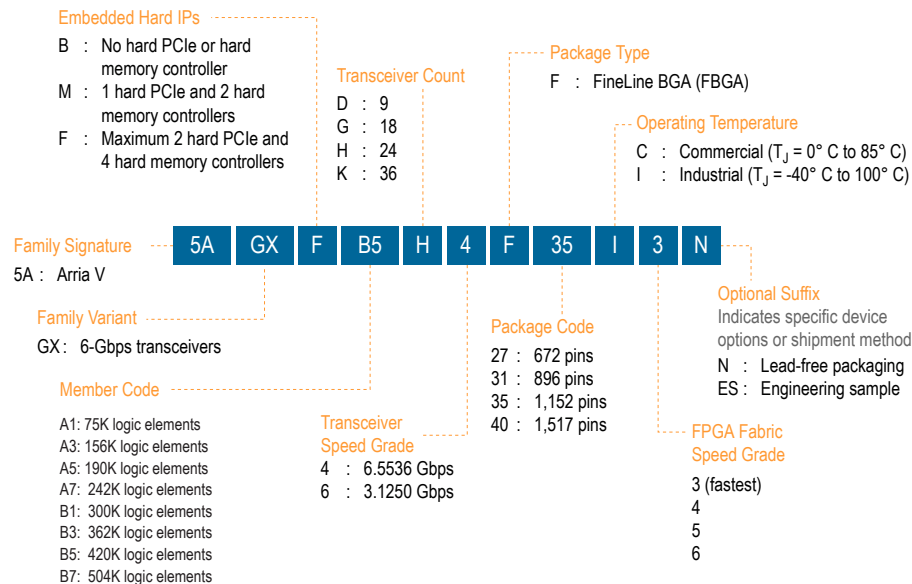 Embedded Hard IPs
B : No hard PCIe or hard
memory controller
M : 1 hard PCIe and 2 hard
memory controllers
F : Maximum 2 hard PCIe and
4 hard memory controllers
Transceiver Count
D : 9
G : 18
H : 24
K : 36
Package Type
F : FineLine BGA (FBGA)
Operating Temperature
C : Commercial (TJ = 0° C to 85° C)
I : Industrial (TJ = -40° C to 100° C)
Family Signature
5A : Arria V
5A GX F B5 H 4 F 35 I 3 N
Family Variant
GX : 6-Gbps transceivers
Member Code
A1: 75K logic elements
A3: 156K logic elements
A5: 190K logic elements
A7: 242K logic elements
B1: 300K logic elements
B3: 362K logic elements
B5: 420K logic elements
B7: 504K logic elements
Transceiver
Speed Grade
4 : 6.5536 Gbps
6 : 3.1250 Gbps
Package Code
27 : 672 pins
31 : 896 pins
35 : 1,152 pins
40 : 1,517 pins
Optional Suffix
Indicates specific device
options or shipment method
N : Lead-free packaging
ES : Engineering sample
FPGA Fabric
Speed Grade
3 (fastest)
4
5
6